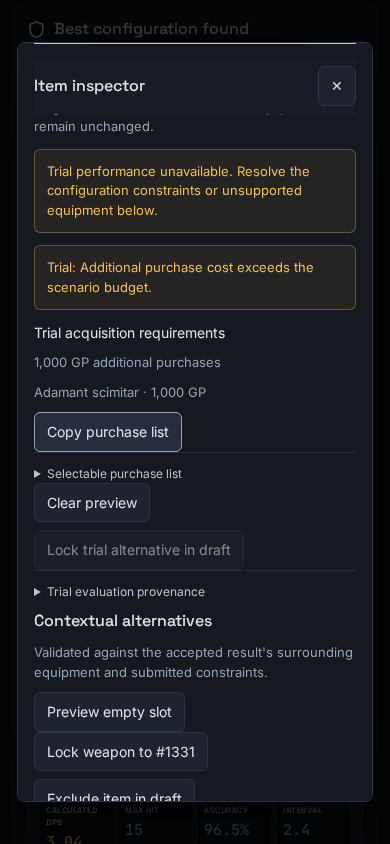 Best configuration found
Item inspector
×
remain unchanged.
Trial performance unavailable. Resolve the
configuration constraints or unsupported
equipment below.
Trial: Additional purchase cost exceeds the
scenario budget.
Trial acquisition requirements
1,000 GP additional purchases
Adamant scimitar · 1,000 GP
Copy purchase list
Selectable purchase list
Clear preview
Lock trial alternative in draft
Trial evaluation provenance
Contextual alternatives
Validated against the accepted result's surrounding
equipment and submitted constraints.
Preview empty slot
Lock weapon to #1331
Exclude item in draft
CALCULATED DPS MAX HIT ACCURACY INTERVAL
3.04 15 96.5% 2.4